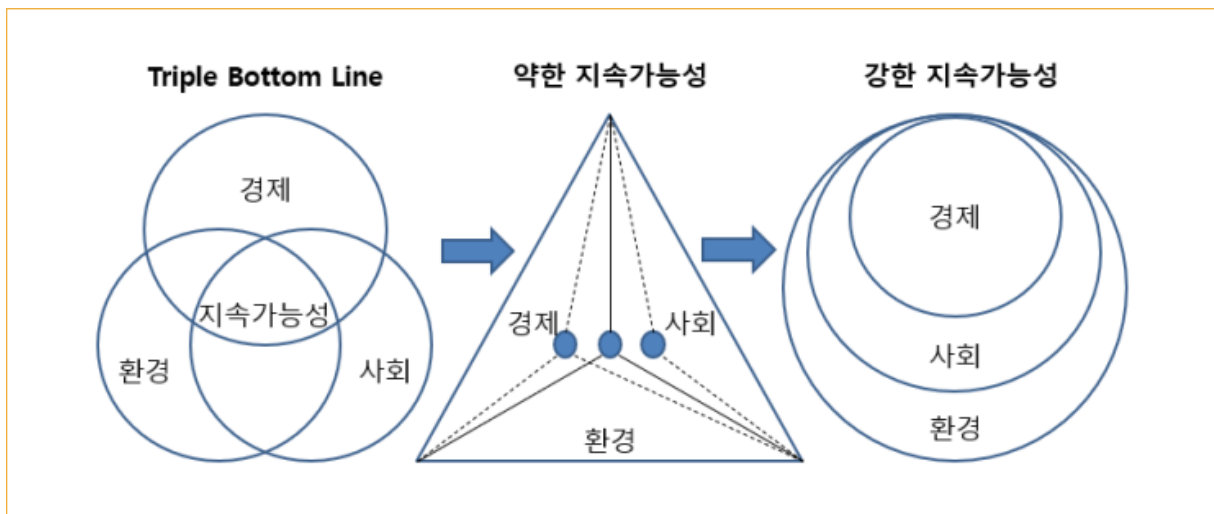 Triple Bottom Line
경제
지속가능성
환경
사회
약한 지속가능성
경제
사회
환경
강한 지속가능성
경제
사회
환경